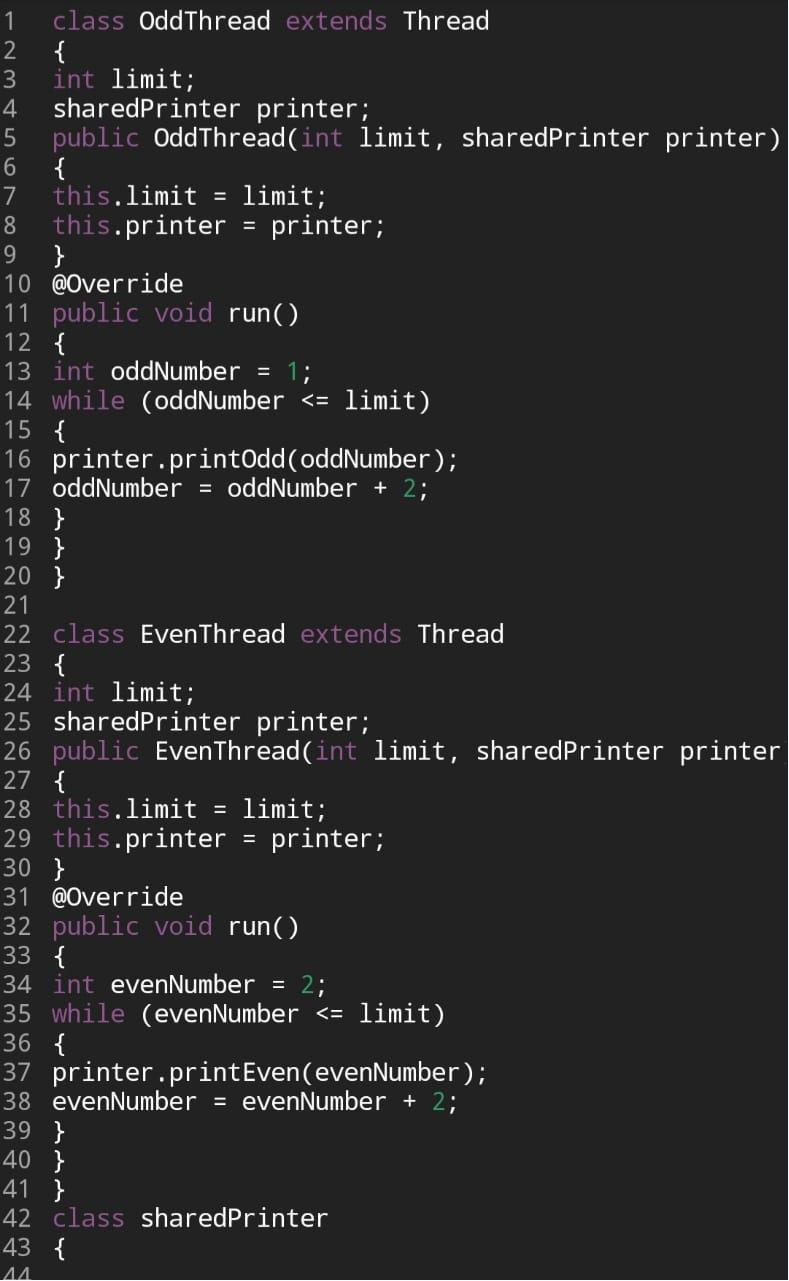 1 class OddThread extends Thread
2 {
3 int limit;
4 sharedPrinter printer;
5 public OddThread(int limit, sharedPrinter printer)
6 {
7 this.limit = limit;
8 this.printer = printer;
9 }
10 @Override
11 public void run()
12 {
13 int oddNumber = 1;
14 while (oddNumber <= limit)
15 {
16 printer.printOdd(oddNumber);
17 oddNumber = oddNumber + 2;
18 }
19 }
20 }
21
22 class EvenThread extends Thread
23 {
24 int limit;
25 sharedPrinter printer;
26 public EvenThread(int limit, sharedPrinter printer)
27 {
28 this.limit = limit;
29 this.printer = printer;
30 }
31 @Override
32 public void run()
33 {
34 int evenNumber = 2;
35 while (evenNumber <= limit)
36 {
37 printer.printEven(evenNumber);
38 evenNumber = evenNumber + 2;
39 }
40 }
41 }
42 class sharedPrinter
43 {
44